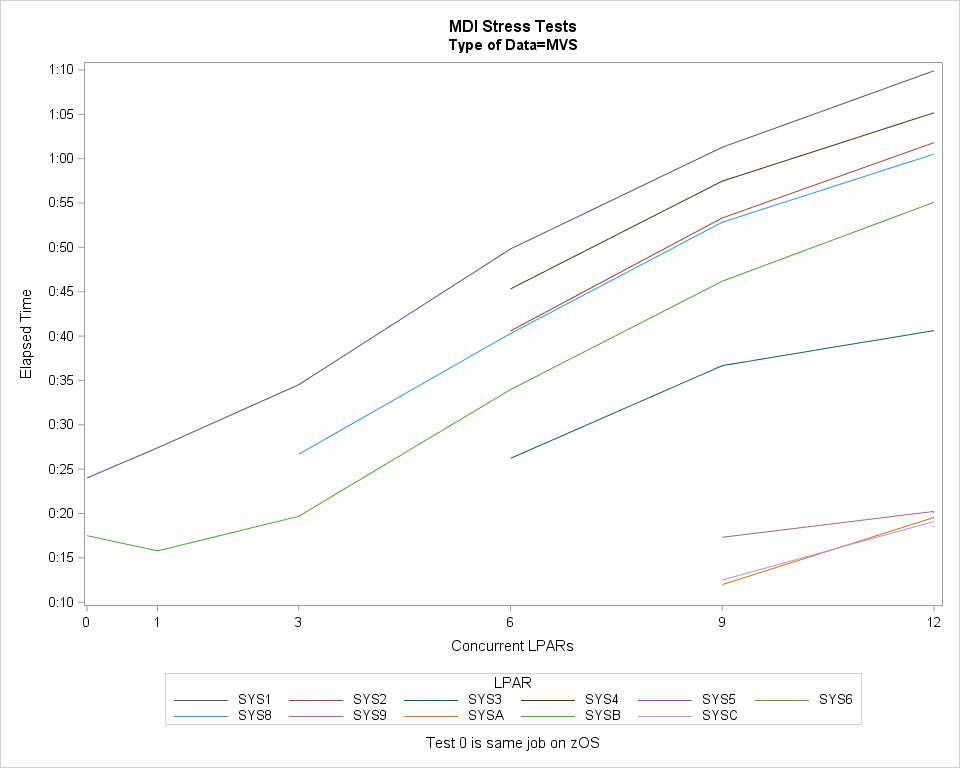 MDI Stress Tests
Type of Data=MVS
1:10
1:05
1:00
0:55
0:50
0:45
0:40
0:35
0:30
0:25
0:20
0:15
0:10
Elapsed Time
0 1 3 6 9 12
Concurrent LPARs
LPAR
SYS1 SYS2 SYS3 SYS4 SYS5 SYS6
SYS8 SYS9 SYSA SYSB SYSC
Test 0 is same job on zOS